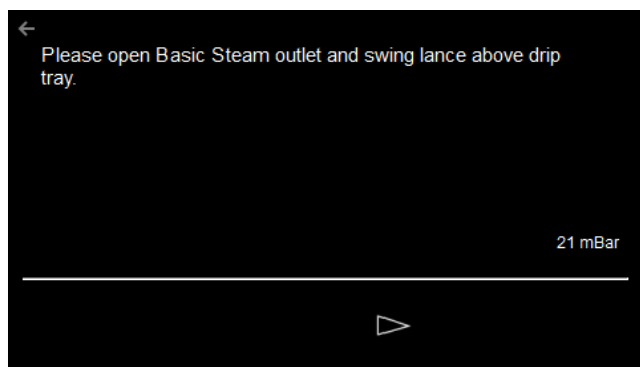 Please open Basic Steam outlet and swing lance above drip
tray.
21 mBar